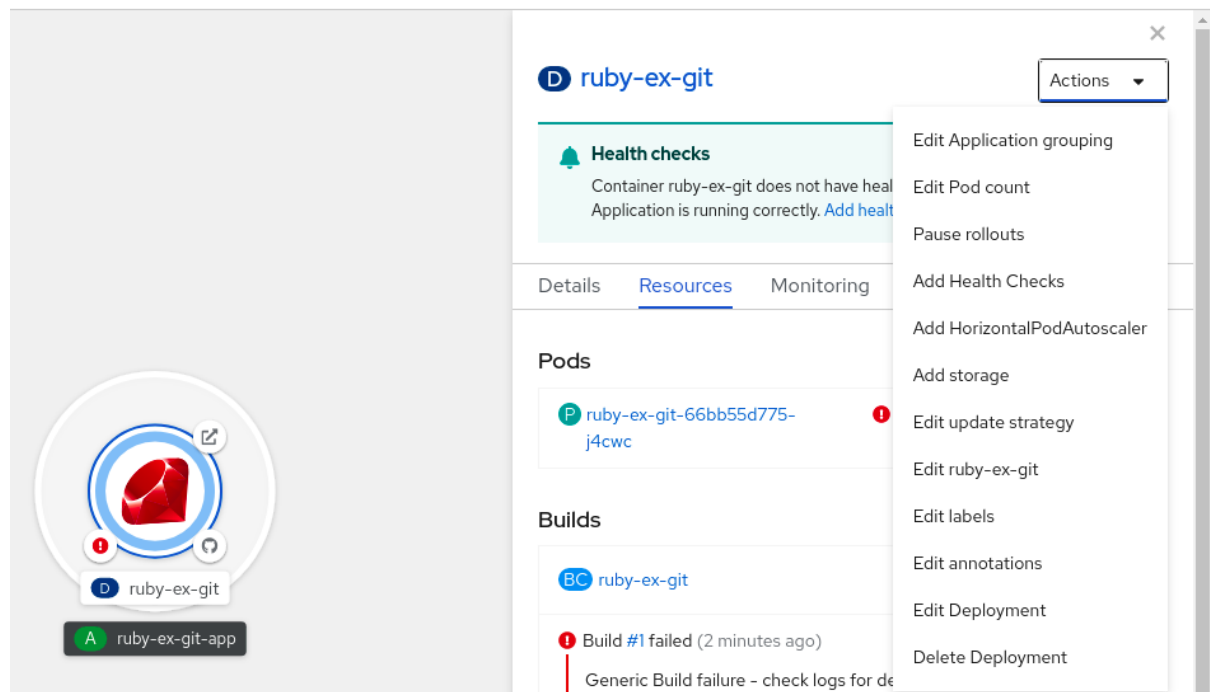 D ruby-ex-git
Actions
Health checks
Container ruby-ex-git does not have
Application is running correctly. Add
Details Resources Monitoring
Pods
P ruby-ex-git-66bb55d775-
j4cwc
Builds
BC ruby-ex-git
Build #1 failed (2 minutes ago)
Generic Build failure - check logs for
Edit Application grouping
Edit Pod count
Pause rollouts
Add Health Checks
Add HorizontalPodAutoscaler
Add storage
Edit update strategy
Edit ruby-ex-git
Edit labels
Edit annotations
Edit Deployment
Delete Deployment
D ruby-ex-git
A ruby-ex-git-app